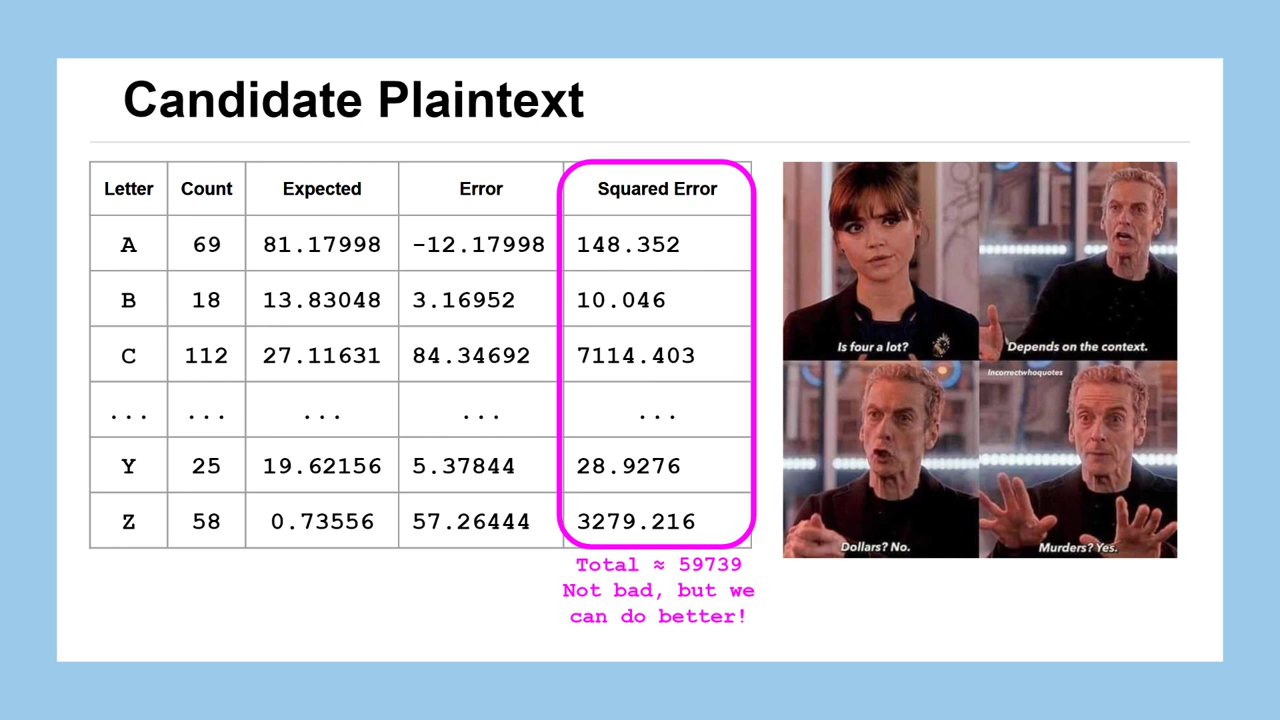 Candidate Plaintext
Letter Count Expected Error Squared Error
A 69 81.17998 -12.17998 148.352
B 18 13.83048 3.16952 10.046
C 112 27.11631 84.34692 7114.403
... ... ... ... ...
Y 25 19.62156 5.37844 28.9276
Z 58 0.73556 57.26444 3279.216
Total ≈ 59739
Not bad, but we
can do better!
Is four a lot?
Depends on the context.
Incorrectwhoquotes
Dollars? No.
Murders? Yes.